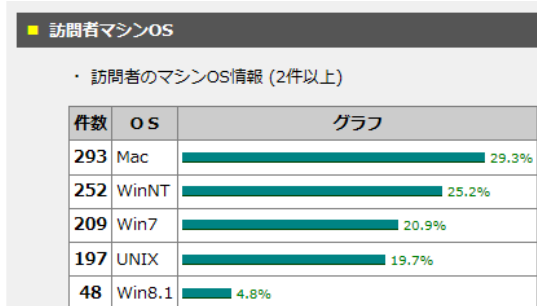 ■ 訪問者マシンOS
・ 訪問者のマシンOS情報 (2件以上)
件数 OS グラフ
293 Mac 29.3%
252 WinNT 25.2%
209 Win7 20.9%
197 UNIX 19.7%
48 Win8.1 4.8%